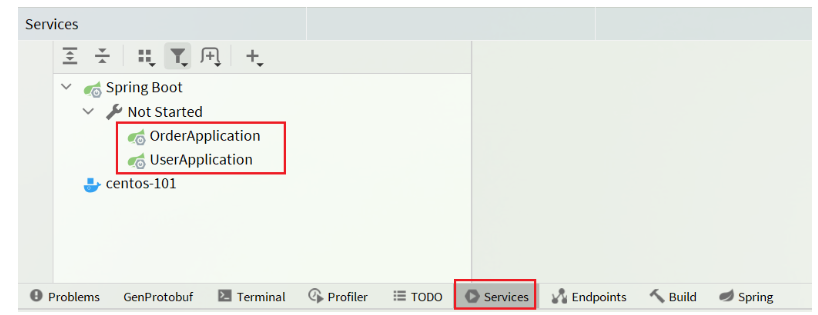 Services
Spring Boot
Not Started
OrderApplication
UserApplication
centos-101
Problems GenProtobuf Terminal Profiler TODO Services Endpoints Build Spring